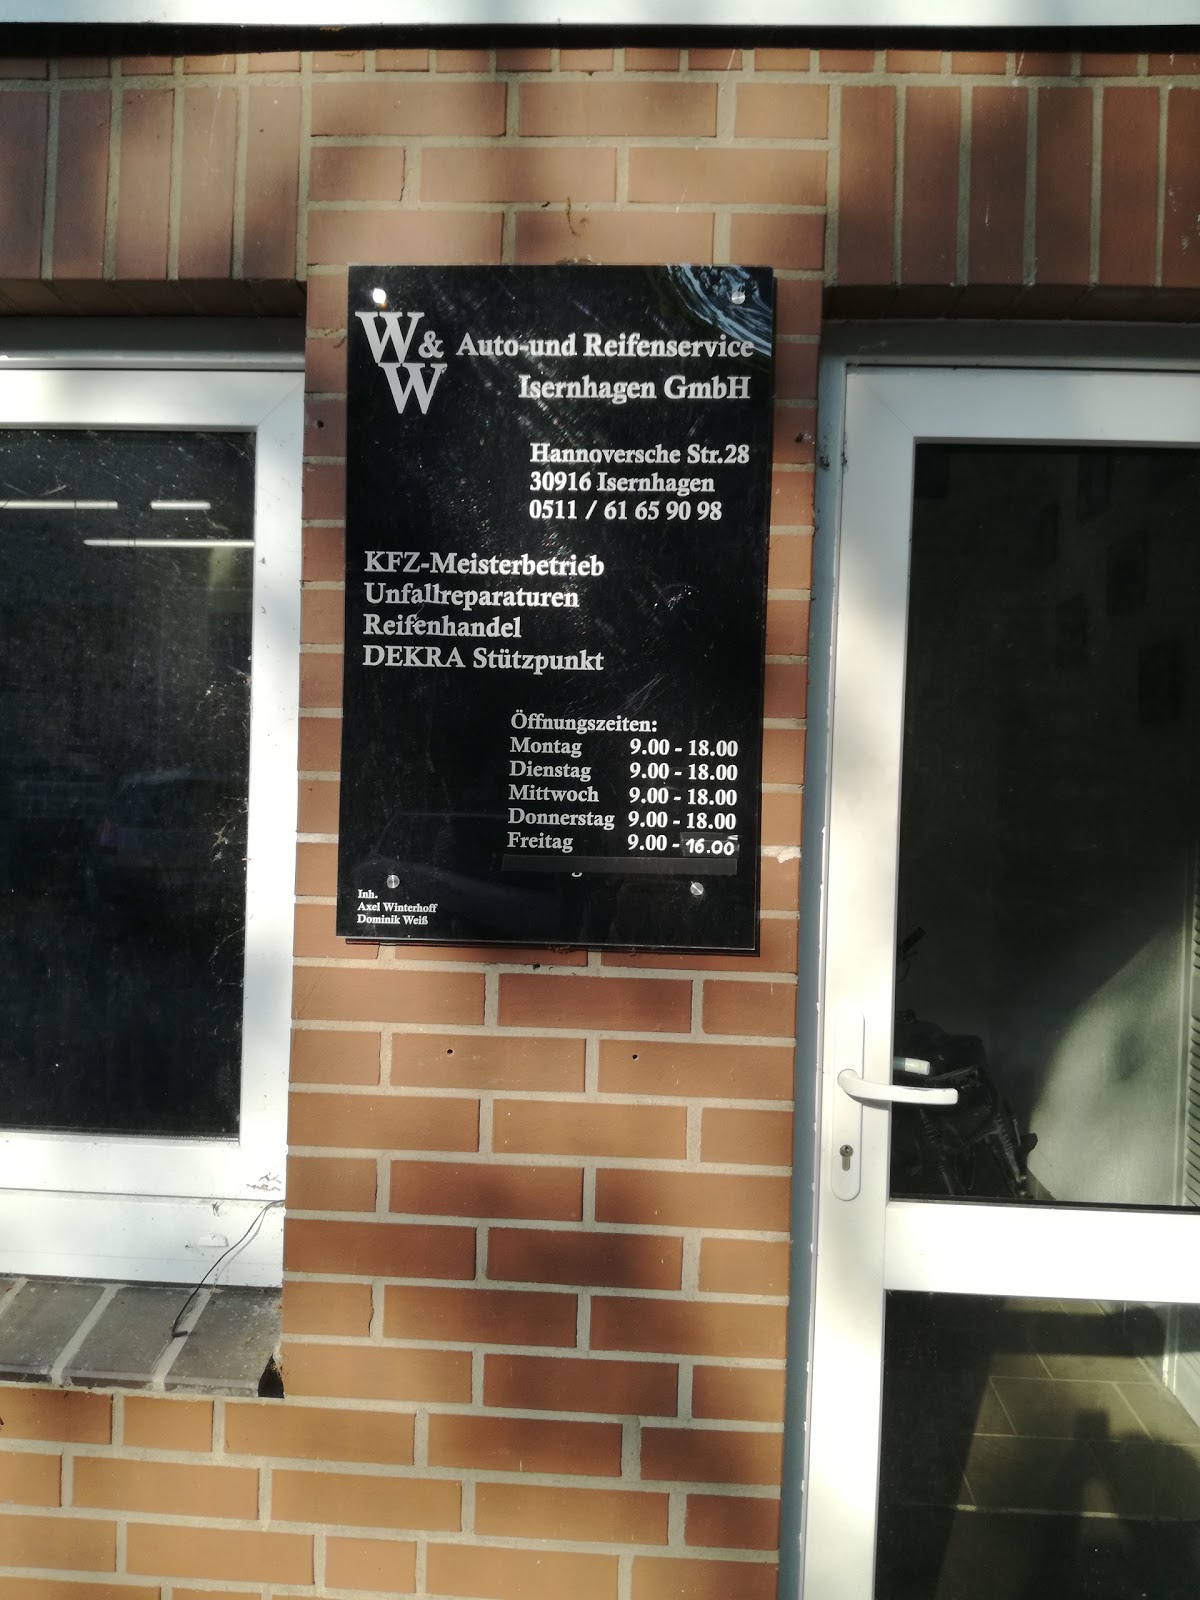 W & W Auto-und Reifenservice
Isernhagen GmbH
Hannoversche Str.28
30916 Isernhagen
0511 / 61 65 90 98
KFZ-Meisterbetrieb
Unfallreparaturen
Reifenhandel
DEKRA Stützpunkt
Öffnungszeiten:
Montag 9.00 - 18.00
Dienstag 9.00 - 18.00
Mittwoch 9.00 - 18.00
Donnerstag 9.00 - 18.00
Freitag 9.00 - 16.00
Inh.
Axel Winterhoff
Dominik Weiß